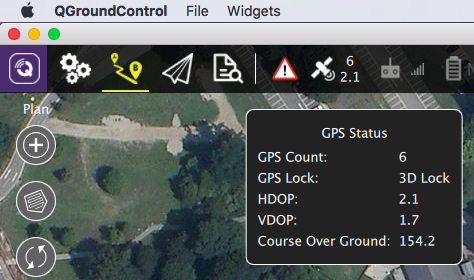 QGroundControl File Widgets
6
2.1
Plan
GPS Status
GPS Count: 6
GPS Lock: 3D Lock
HDOP: 2.1
VDOP: 1.7
Course Over Ground: 154.2